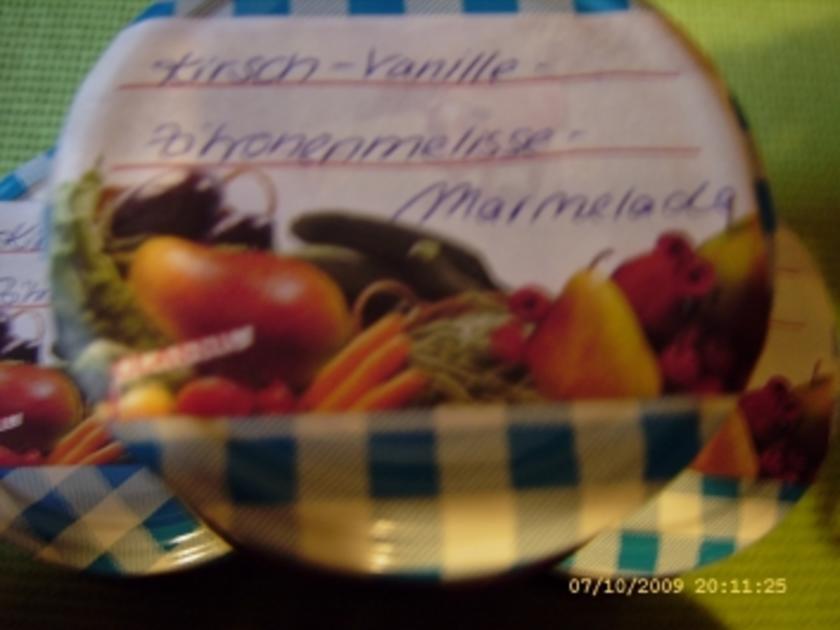 Kirsch-Vanille-
Zitronenmelisse-
Marmelade
07/10/2009 20:11:25